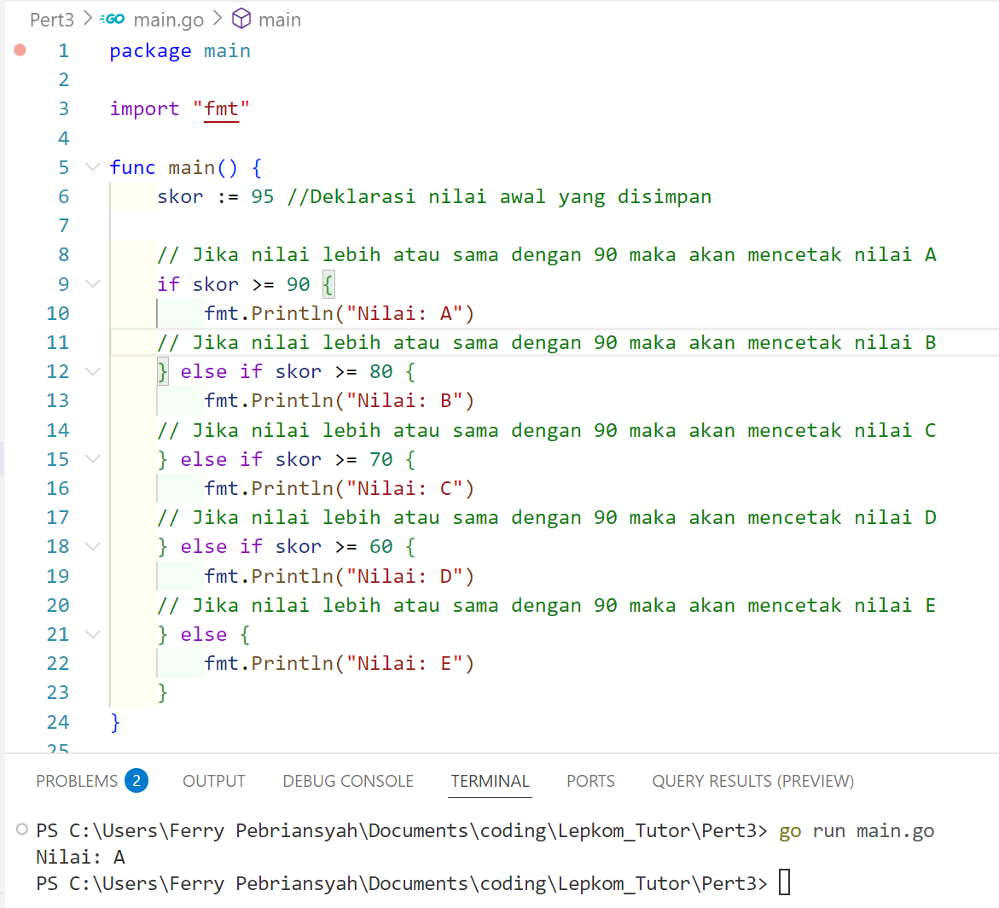 Pert3 > GO main.go > main
1 package main
2
3 import "fmt"
4
5 func main() {
6 skor := 95 //Deklarasi nilai awal yang disimpan
7
8 // Jika nilai lebih atau sama dengan 90 maka akan mencetak nilai A
9 if skor >= 90 {
10 fmt.Println("Nilai: A")
11 // Jika nilai lebih atau sama dengan 90 maka akan mencetak nilai B
12 } else if skor >= 80 {
13 fmt.Println("Nilai: B")
14 // Jika nilai lebih atau sama dengan 90 maka akan mencetak nilai C
15 } else if skor >= 70 {
16 fmt.Println("Nilai: C")
17 // Jika nilai lebih atau sama dengan 90 maka akan mencetak nilai D
18 } else if skor >= 60 {
19 fmt.Println("Nilai: D")
20 // Jika nilai lebih atau sama dengan 90 maka akan mencetak nilai E
21 } else {
22 fmt.Println("Nilai: E")
23 }
24 }
25
PROBLEMS 2 OUTPUT DEBUG CONSOLE TERMINAL PORTS QUERY RESULTS (PREVIEW)
PS C:\Users\Ferry Pebriansyah\Documents\coding\Lepkom_Tutor\Pert3> go run main.go
Nilai: A
PS C:\Users\Ferry Pebriansyah\Documents\coding\Lepkom_Tutor\Pert3>